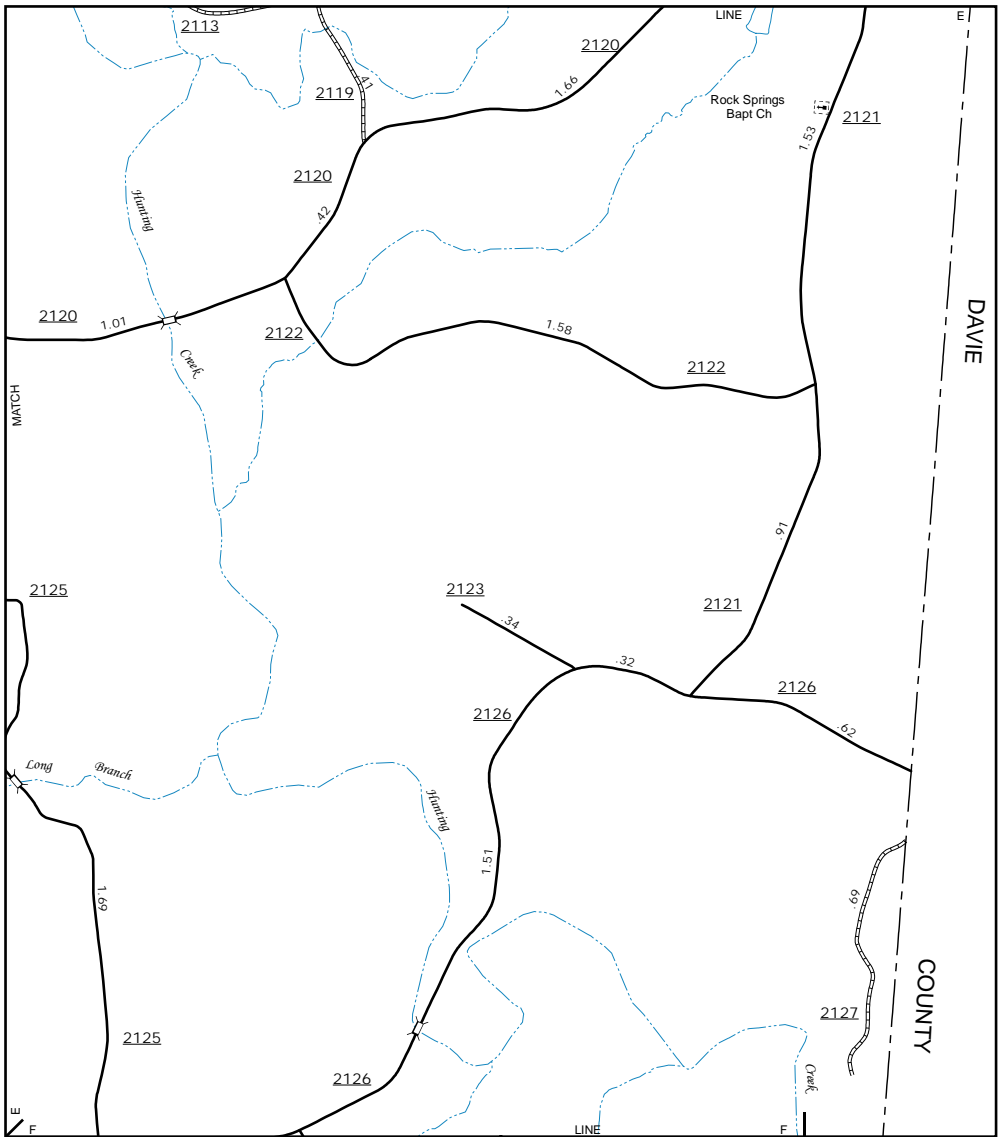 LINE
E
2113
2120
41
2119
1.66
Rock Springs
Bapt Ch
2121
1.53
2120
Hunting
.42
2120
1.01
2122
1.58
DAVIE
Creek
2122
MATCH
.91
2125
2123
2121
.34
.32
2126
2126
.62
Long
Branch
Hunting
1.51
1.69
.69
COUNTY
2127
2125
2126
Creek
E
F
LINE
F